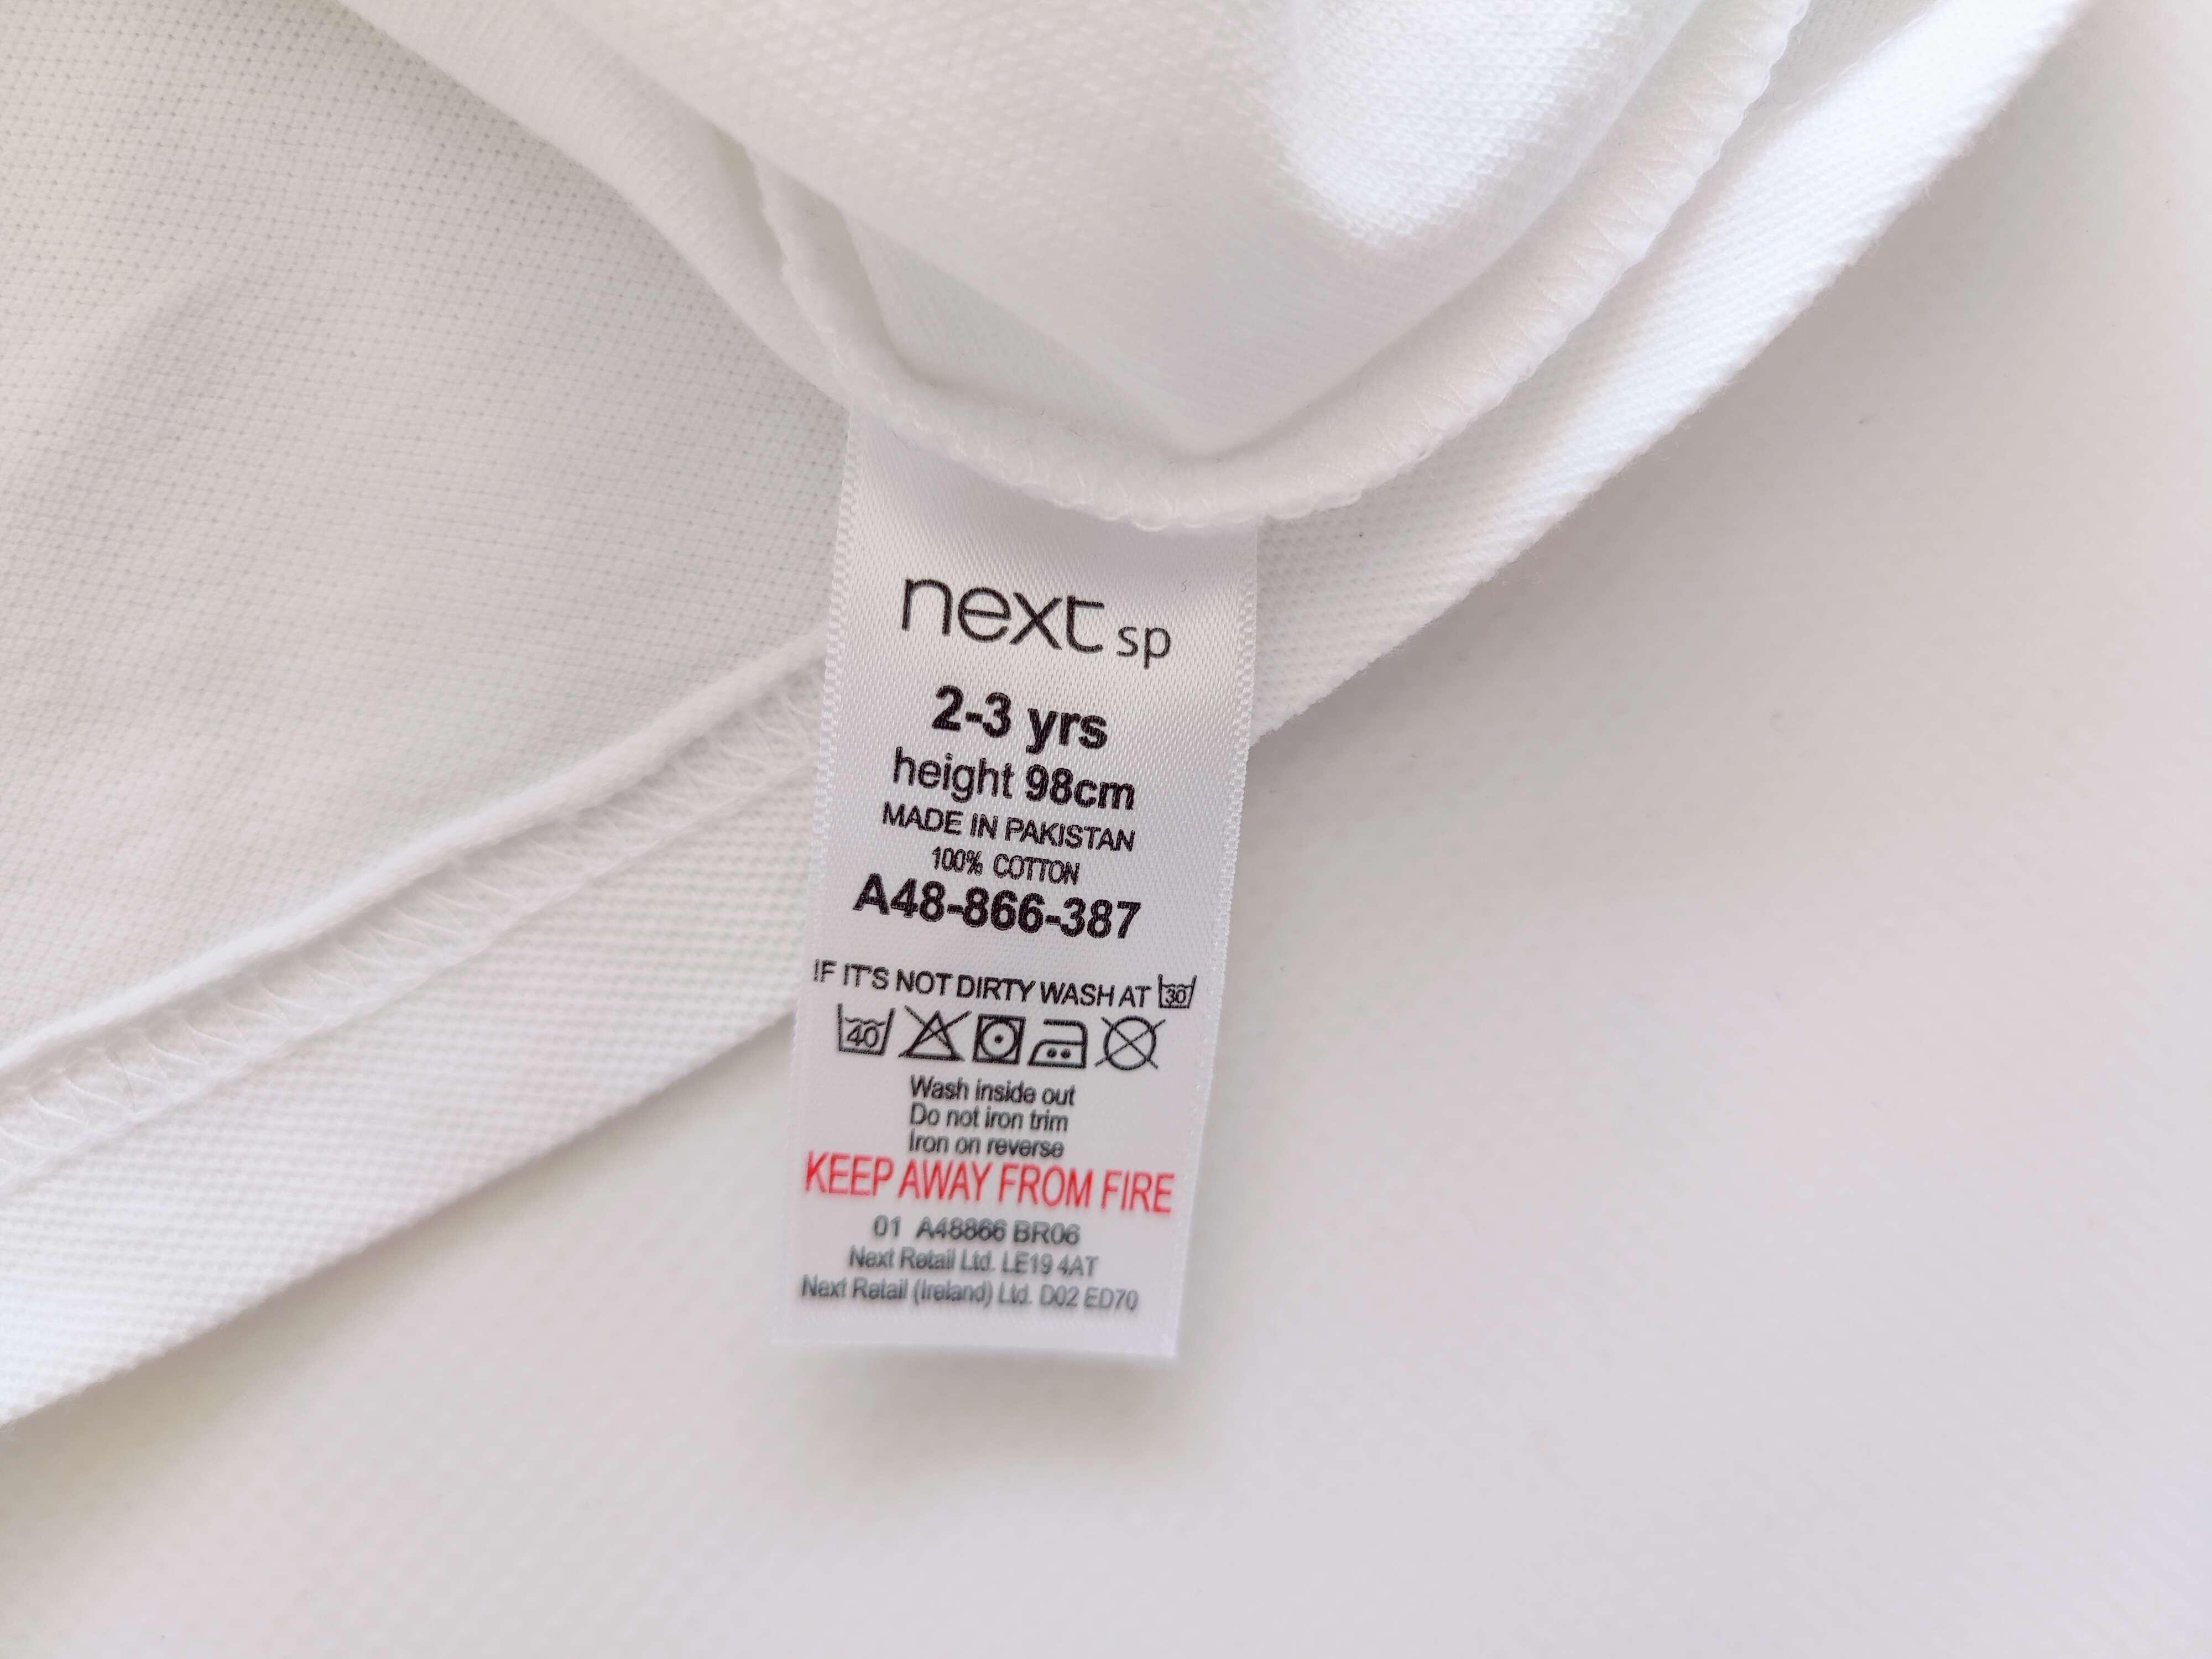 next sp
2-3 yrs
height 98cm
MADE IN PAKISTAN
100% COTTON
A48-866-387
IF IT'S NOT DIRTY WASH AT 30
40
Wash inside out
Do not iron trim
Iron on reverse
KEEP AWAY FROM FIRE
01 A48866 BR06
Next Retail Ltd. LE19 4AT
Next Retail (Ireland) Ltd. D02 ED70